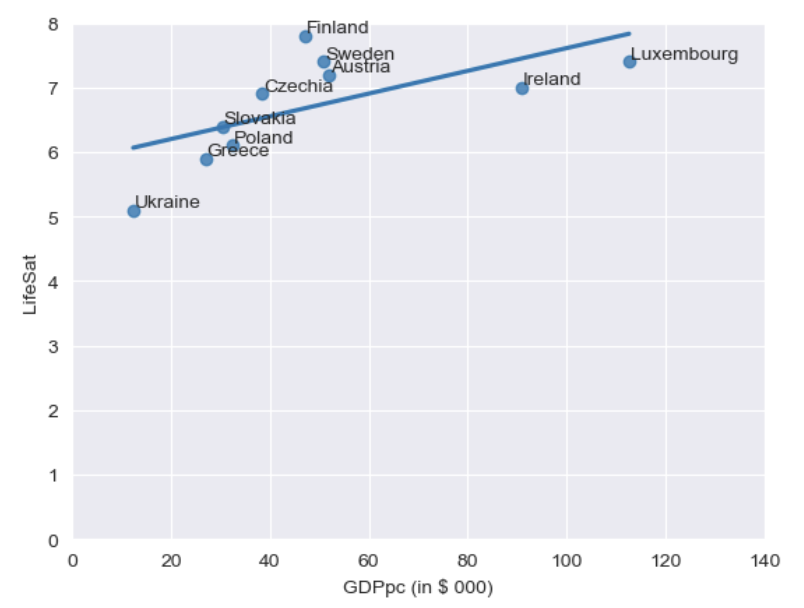 8
Finland
Sweden
Luxembourg
Austria
Ireland
7
Czechia
Slovakia
Poland
Greece
6
Ukraine
5
4
3
2
1
0
LifeSat
0 20 40 60 80 100 120 140
GDPpc (in $ 000)